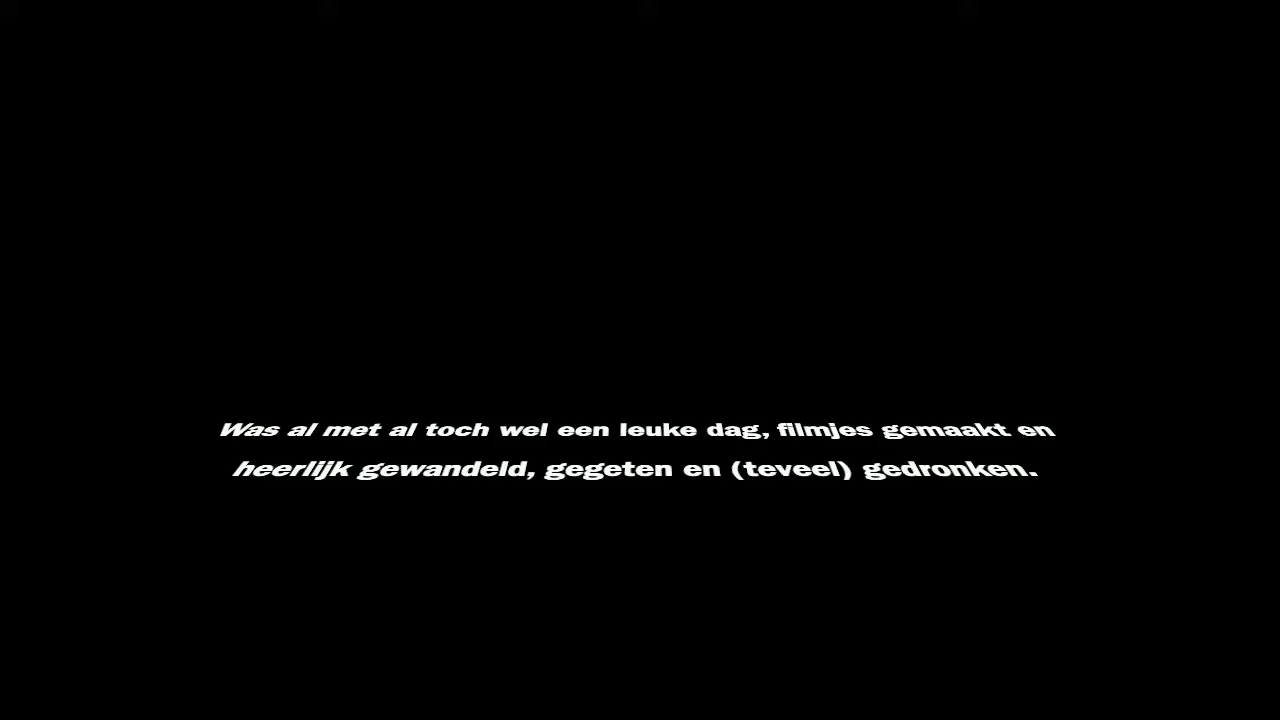 Was al met al toch wel een leuke dag, filmjes gemaakt en
heerlijk gewandeld, gegeten en (teveel) gedronken.